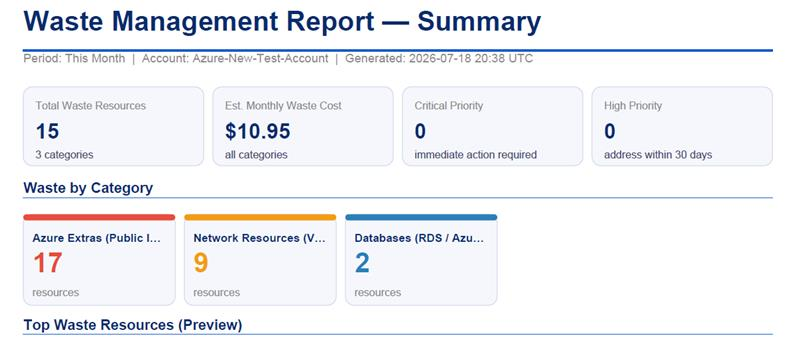 Waste Management Report — Summary
Period: This Month | Account: Azure-New-Test-Account | Generated: 2026-07-18 20:38 UTC
Total Waste Resources
15
3 categories
Est. Monthly Waste Cost
$10.95
all categories
Critical Priority
0
immediate action required
High Priority
0
address within 30 days
Waste by Category
Azure Extras (Public I...
17
resources
Network Resources (V...
9
resources
Databases (RDS / Azu...
2
resources
Top Waste Resources (Preview)